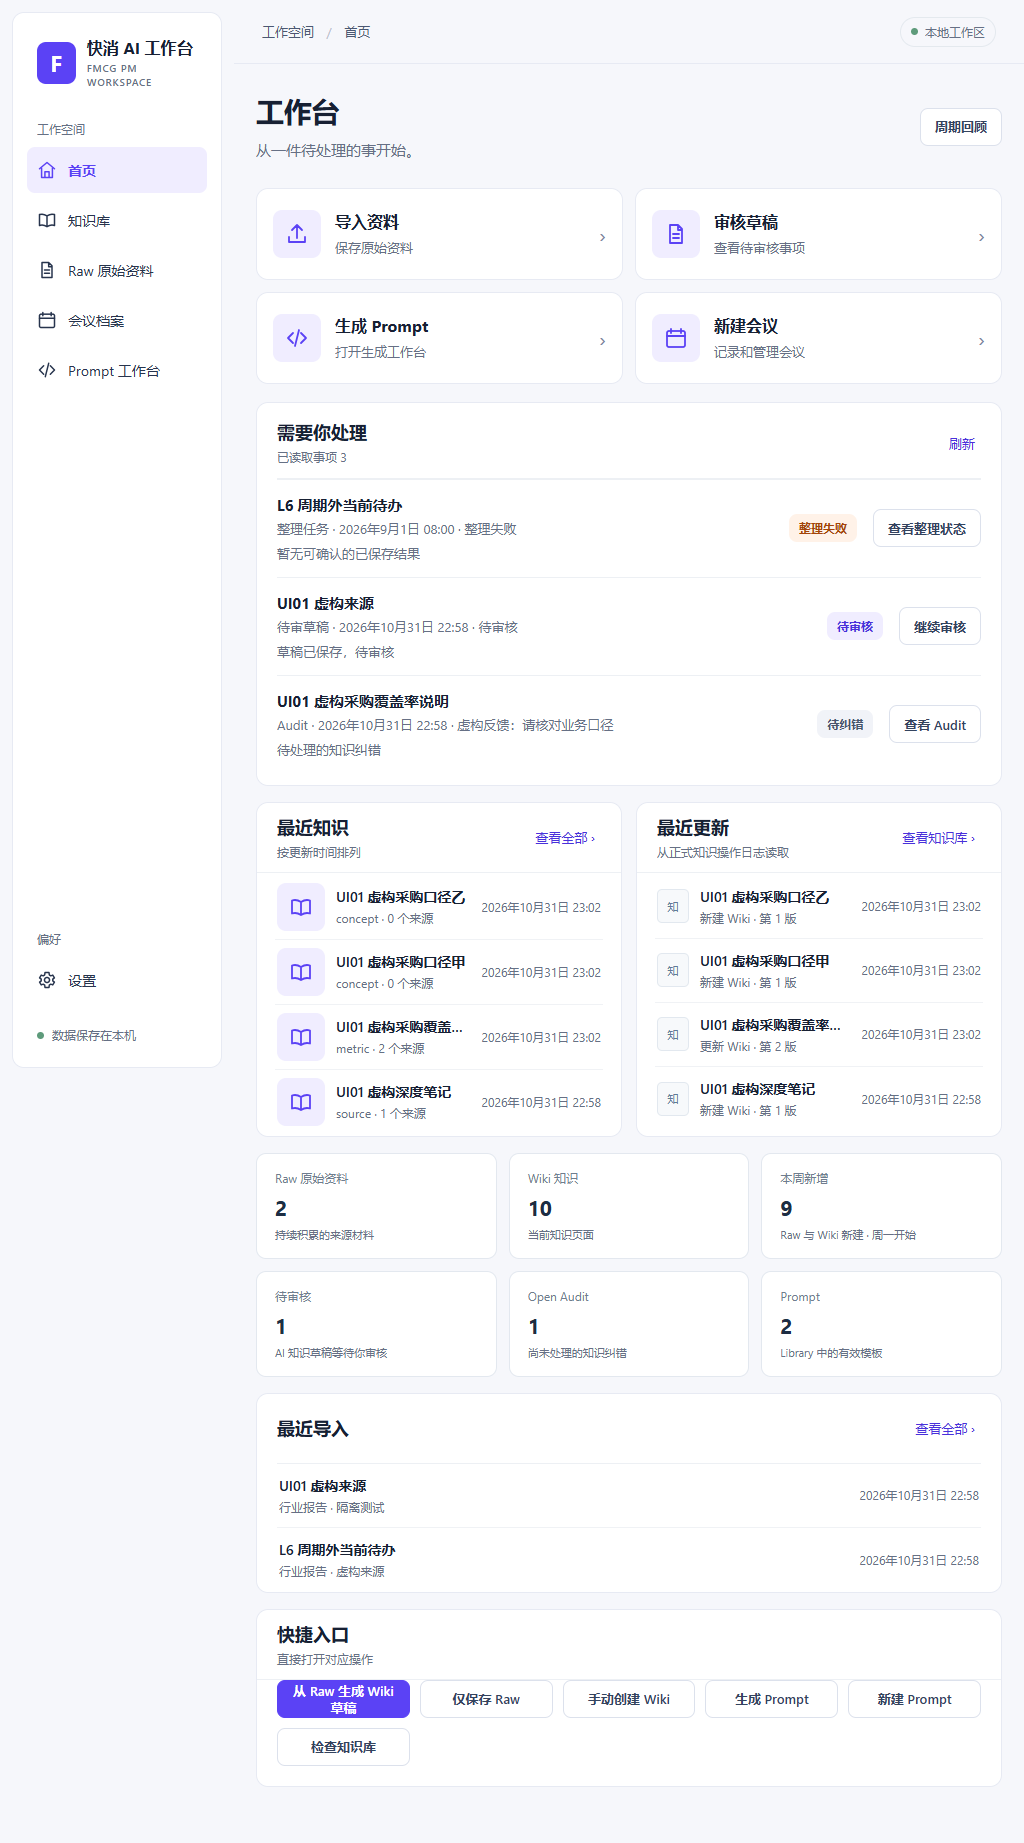 F
快消 AI 工作台
FMCG PM
WORKSPACE
工作空间
首页
知识库
Raw 原始资料
会议档案
Prompt 工作台
偏好
设置
数据保存在本机
工作空间 / 首页
本地工作区
工作台
从一件待处理的事开始。
周期回顾
导入资料
保存原始资料
›
审核草稿
查看待审核事项
›
生成 Prompt
打开生成工作台
›
新建会议
记录和管理会议
›
需要你处理
已读取事项 3
刷新
L6 周期外当前待办
整理任务 · 2026年9月1日 08:00 · 整理失败
暂无可确认的已保存结果
整理失败
查看整理状态
UI01 虚构来源
待审草稿 · 2026年10月31日 22:58 · 待审核
草稿已保存，待审核
待审核
继续审核
UI01 虚构采购覆盖率说明
Audit · 2026年10月31日 22:58 · 虚构反馈：请核对业务口径
待处理的知识纠错
待纠错
查看 Audit
最近知识
按更新时间排列
查看全部 ›
UI01 虚构采购口径乙
concept · 0 个来源
2026年10月31日 23:02
UI01 虚构采购口径甲
concept · 0 个来源
2026年10月31日 23:02
UI01 虚构采购覆盖...
metric · 2 个来源
2026年10月31日 23:02
UI01 虚构深度笔记
source · 1 个来源
2026年10月31日 22:58
最近更新
从正式知识操作日志读取
查看知识库 ›
知
UI01 虚构采购口径乙
新建 Wiki · 第 1 版
2026年10月31日 23:02
知
UI01 虚构采购口径甲
新建 Wiki · 第 1 版
2026年10月31日 23:02
知
UI01 虚构采购覆盖率...
更新 Wiki · 第 2 版
2026年10月31日 23:02
知
UI01 虚构深度笔记
新建 Wiki · 第 1 版
2026年10月31日 22:58
Raw 原始资料
2
持续积累的来源材料
Wiki 知识
10
当前知识页面
本周新增
9
Raw 与 Wiki 新建 · 周一开始
待审核
1
AI 知识草稿等待你审核
Open Audit
1
尚未处理的知识纠错
Prompt
2
Library 中的有效模板
最近导入
查看全部 ›
UI01 虚构来源
行业报告 · 隔离测试
2026年10月31日 22:58
L6 周期外当前待办
行业报告 · 虚构来源
2026年10月31日 22:58
快捷入口
直接打开对应操作
从 Raw 生成 Wiki
草稿
仅保存 Raw
手动创建 Wiki
生成 Prompt
新建 Prompt
检查知识库